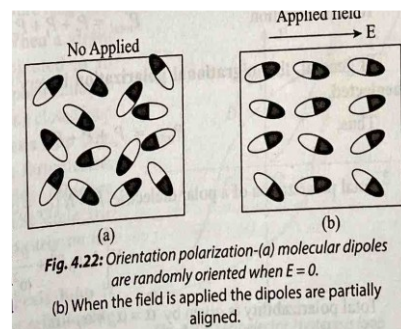 Applied field
No Applied
E
(a)
(b)
Fig. 4.22: Orientation polarization-(a) molecular dipoles
are randomly oriented when E = 0.
(b) When the field is applied the dipoles are partially
aligned.